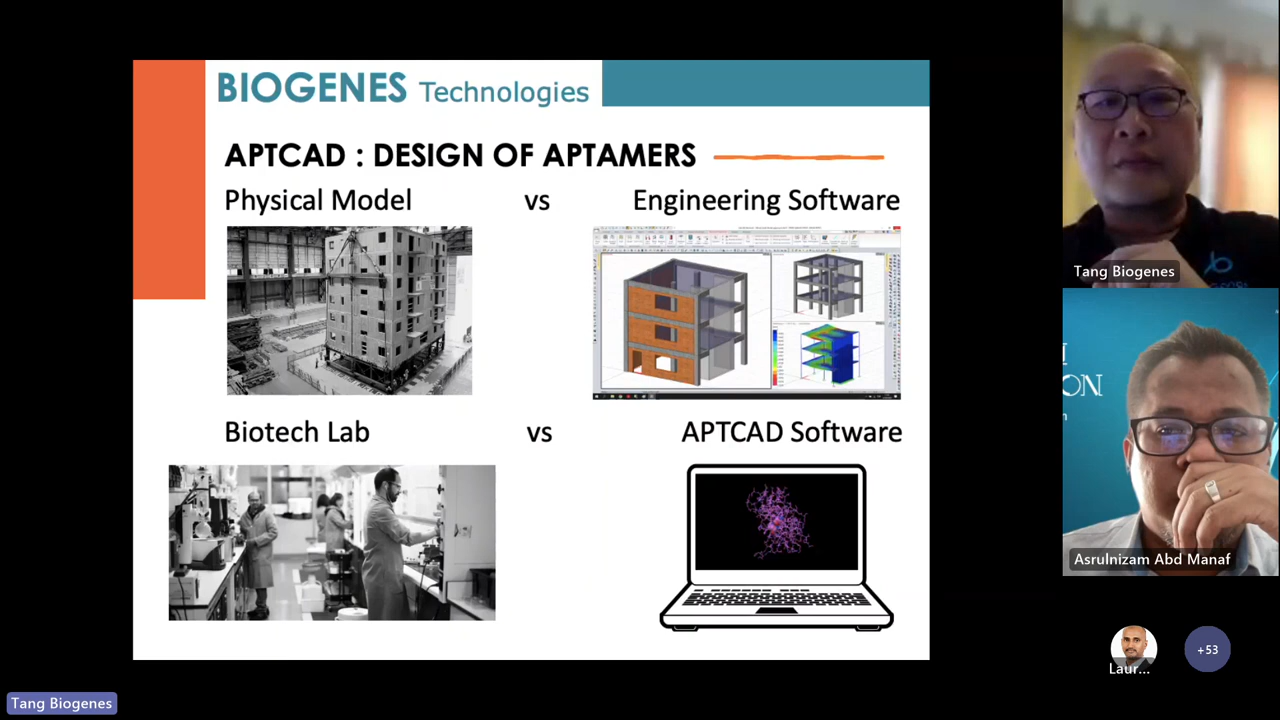 BIOGENES Technologies
APTCAD : DESIGN OF APTAMERS
Physical Model vs Engineering Software
Biotech Lab vs APTCAD Software
Tang Biogenes
Asrulnizam Abd Manaf
Laur...
+53
Tang Biogenes